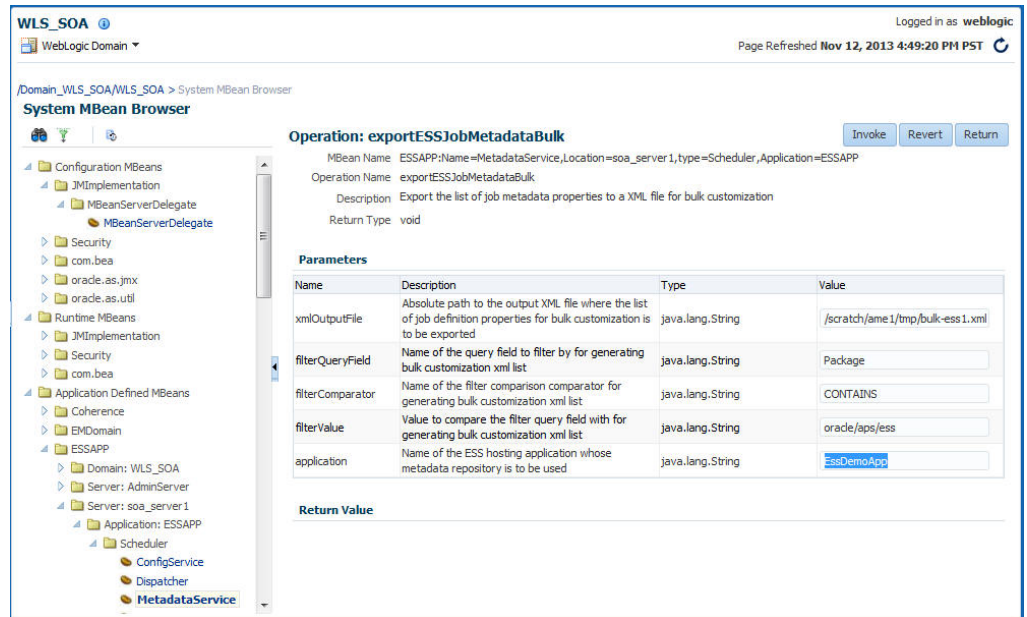 WLS_SOA
Logged in as weblogic
WebLogic Domain
Page Refreshed Nov 12, 2013 4:49:20 PM PST
/Domain_WLS_SOA/WLS_SOA > System MBean Browser
System MBean Browser
Configuration MBeans
JMImplementation
MBeanServerDelegate
MBeanServerDelegate
Security
com.bea
oracle.as.jmx
oracle.as.util
Runtime MBeans
JMImplementation
Security
com.bea
Application Defined MBeans
Coherence
EMDomain
ESSAPP
Domain: WLS_SOA
Server: AdminServer
Server: soa_server1
Application: ESSAPP
Scheduler
ConfigService
Dispatcher
MetadataService
Operation: exportESSJobMetadataBulk
Invoke Revert Return
MBean Name ESSAPP:Name=MetadataService,Location=soa_server1,type=Scheduler,Application=ESSAPP
Operation Name exportESSJobMetadataBulk
Description Export the list of job metadata properties to a XML file for bulk customization
Return Type void
Parameters
Name Description Type Value
Absolute path to the output XML file where the list
xmlOutputFile of job definition properties for bulk customization is java.lang.String /scratch/ame1/tmp/bulk-ess1.xml
to be exported
filterQueryField Name of the query field to filter by for generating java.lang.String Package
bulk customization xml list
filterComparator Name of the filter comparison comparator for java.lang.String CONTAINS
generating bulk customization xml list
filterValue Value to compare the filter query field with for java.lang.String oracle/aps/ess
generating bulk customization xml list
application Name of the ESS hosting application whose java.lang.String EssDemoApp
metadata repository is to be used
Return Value